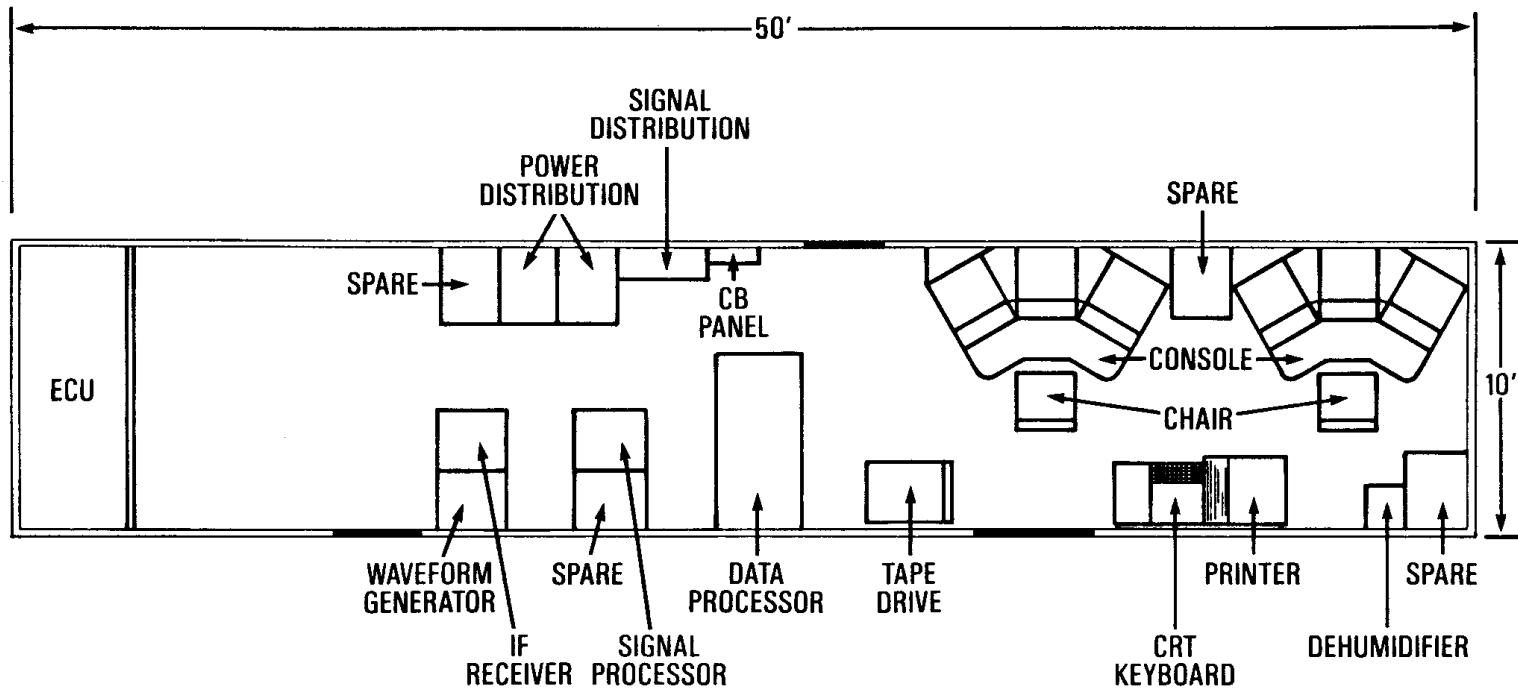 50'
SIGNAL
DISTRIBUTION
POWER
DISTRIBUTION
SPARE
SPARE
CB
PANEL
CONSOLE
ECU
10'
CHAIR
WAVEFORM
GENERATOR
SPARE
DATA
PROCESSOR
TAPE
DRIVE
PRINTER
SPARE
IF
RECEIVER
SIGNAL
PROCESSOR
CRT
KEYBOARD
DEHUMIDIFIER